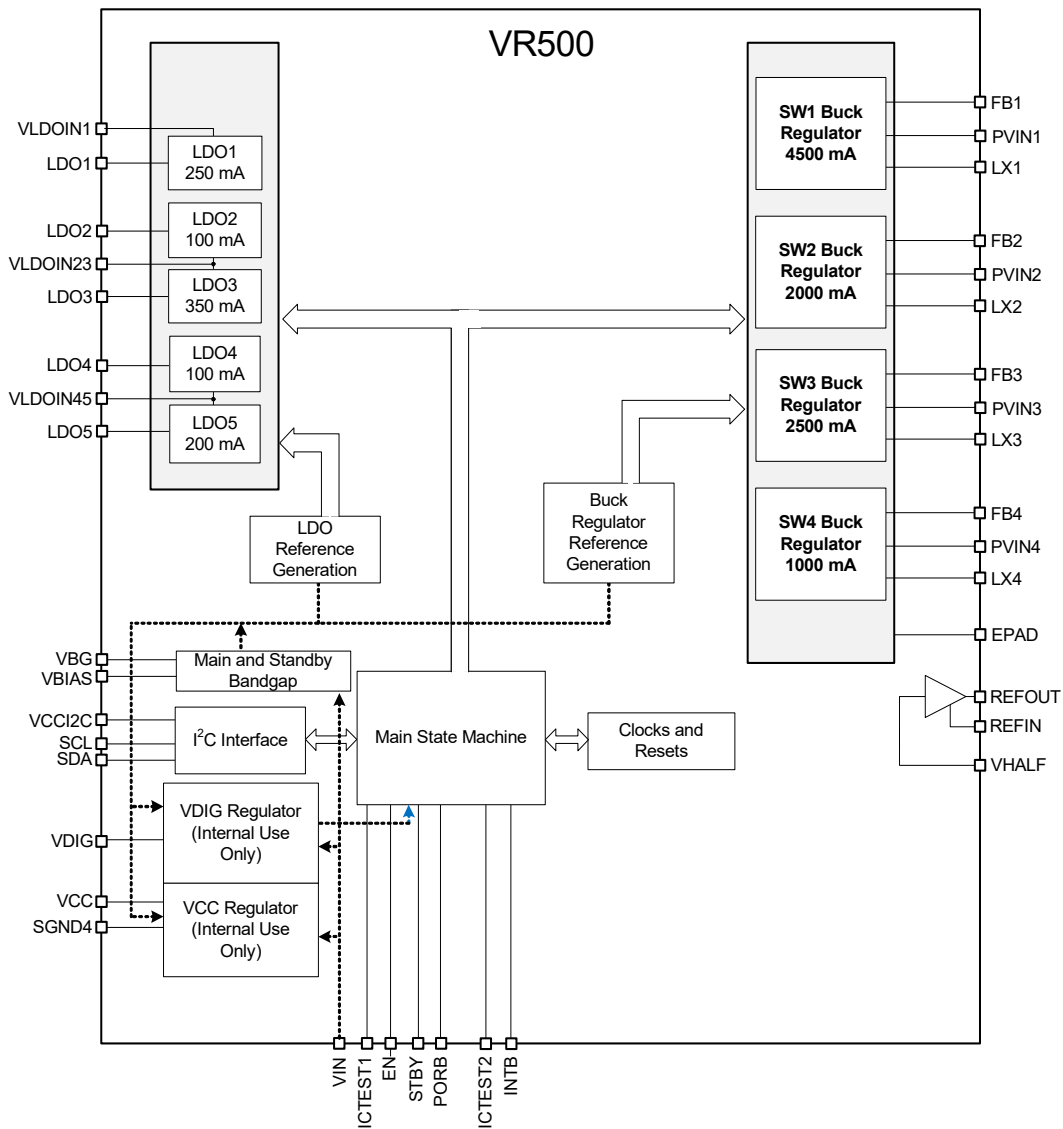 VR500
VLDOIN1
LDO1
LDO2
VLDOIN23
LDO3
LDO4
VLDOIN45
LDO5
LDO1
250 mA
LDO2
100 mA
LDO3
350 mA
LDO4
100 mA
LDO5
200 mA
SW1 Buck
Regulator
4500 mA
SW2 Buck
Regulator
2000 mA
SW3 Buck
Regulator
2500 mA
SW4 Buck
Regulator
1000 mA
FB1
PVIN1
LX1
FB2
PVIN2
LX2
FB3
PVIN3
LX3
FB4
PVIN4
LX4
EPAD
REFOUT
REFIN
VHALF
LDO
Reference
Generation
Buck
Regulator
Reference
Generation
VBG
VBIAS
VCCI2C
SCL
SDA
VDIG
VCC
SGND4
Main and Standby
Bandgap
I2C Interface
Main State Machine
Clocks and
Resets
VDIG Regulator
(Internal Use
Only)
VCC Regulator
(Internal Use
Only)
VIN
ICTEST1
EN
STBY
PORB
ICTEST2
INTB